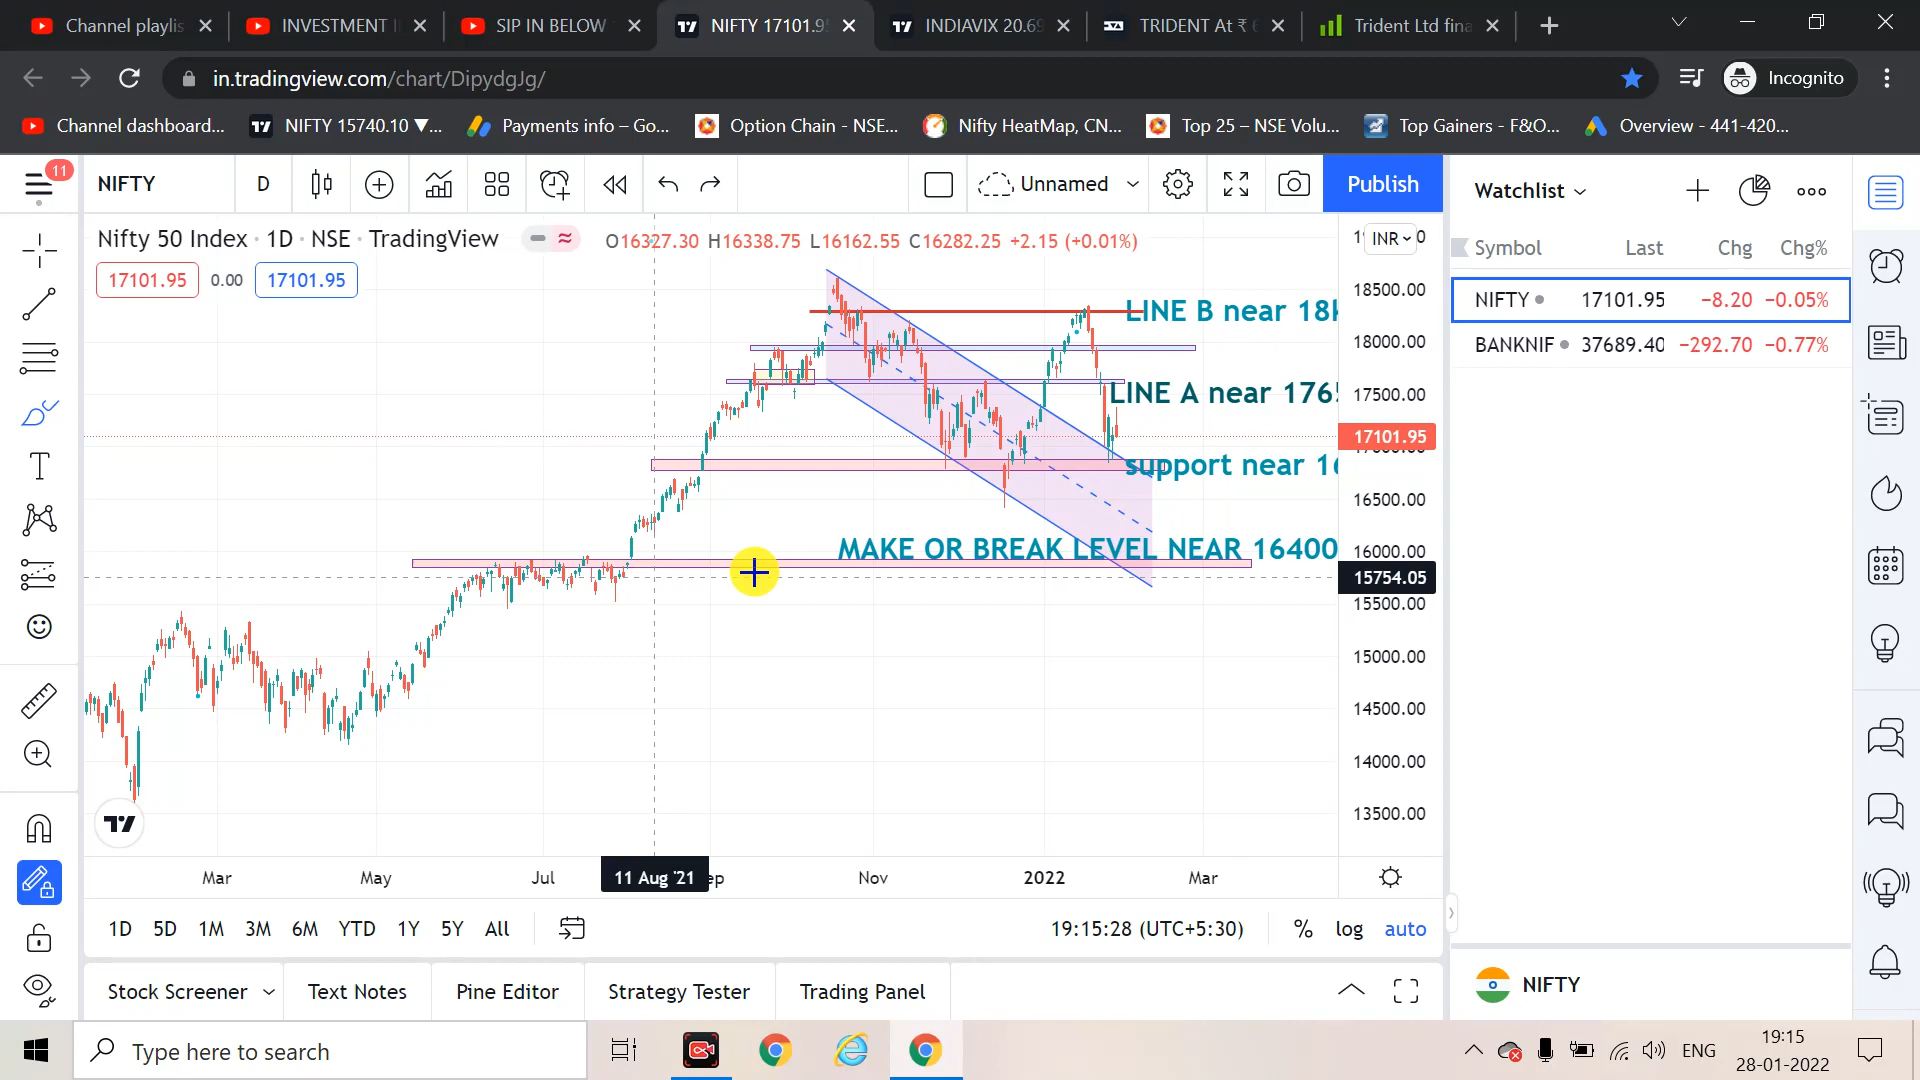 Channel playlis
INVESTMENT I
SIP IN BELOW
NIFTY 17101.9
INDIAVIX 20.69
TRIDENT At ₹ 6
Trident Ltd fina
in.tradingview.com/chart/DipydgJg/
Incognito
Channel dashboard...
NIFTY 15740.10 ▼...
Payments info – Go...
Option Chain - NSE...
Nifty HeatMap, CN...
Top 25 – NSE Volu...
Top Gainers - F&O...
Overview - 441-420...
11
NIFTY
D
Unnamed
Publish
Watchlist
Nifty 50 Index · 1D · NSE · TradingView
O16327.30 H16338.75 L16162.55 C16282.25 +2.15 (+0.01%)
INR
17101.95 0.00 17101.95
Symbol Last Chg Chg%
NIFTY 17101.95 −8.20 −0.05%
BANKNIF 37689.40 −292.70 −0.77%
LINE B near 18k
LINE A near 1765
support near 16
MAKE OR BREAK LEVEL NEAR 16400
18500.00
18000.00
17500.00
17101.95
16500.00
16000.00
15754.05
15500.00
15000.00
14500.00
14000.00
13500.00
Mar May Jul 11 Aug '21 ep Nov 2022 Mar
1D 5D 1M 3M 6M YTD 1Y 5Y All
19:15:28 (UTC+5:30) % log auto
Stock Screener Text Notes Pine Editor Strategy Tester Trading Panel
NIFTY
Type here to search
ENG
19:15
28-01-2022